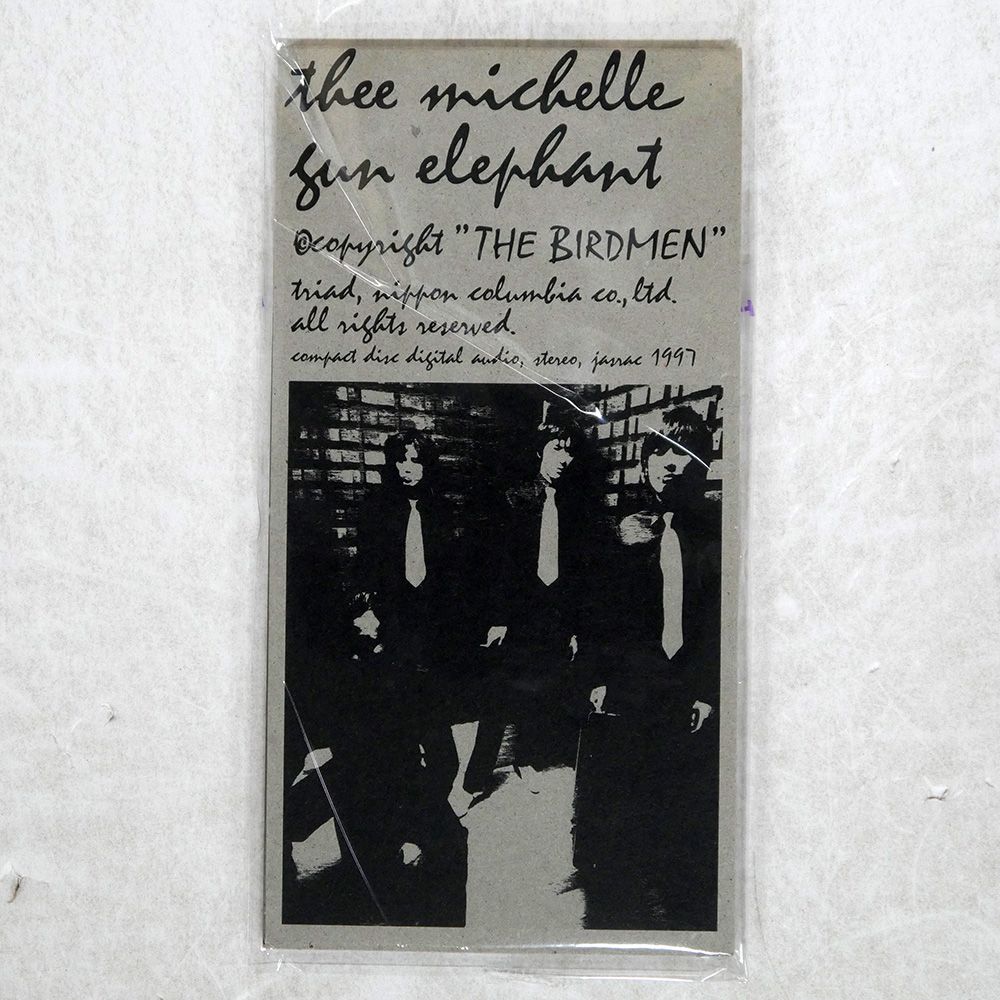 thee michelle
gun elephant
©copyright "THE BIRDMEN"
triad, nippon columbia co., ltd.
all rights reserved.
compact disc digital audio, stereo, jasrac 1997